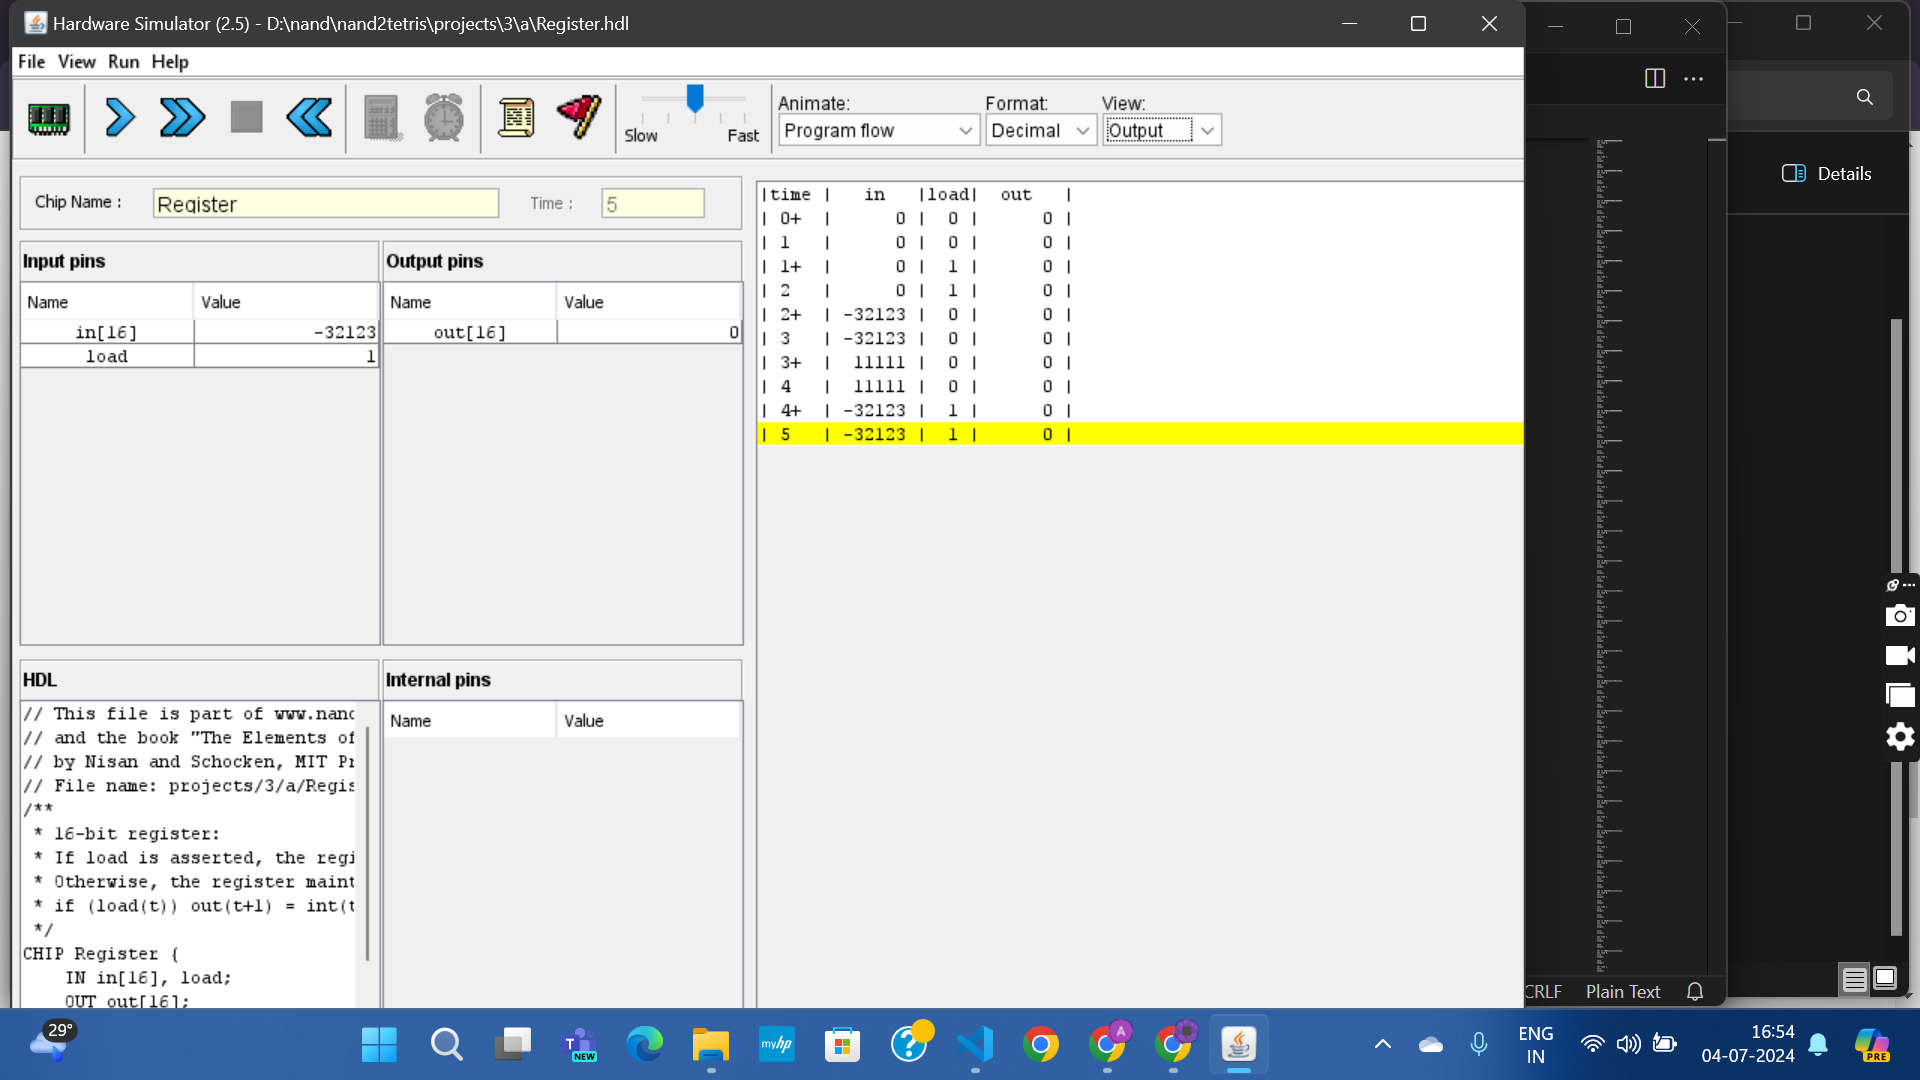 Hardware Simulator (2.5) - D:\nand\nand2tetris\projects\3\a\Register.hdl
File View Run Help
Slow Fast
Animate: Format: View:
Program flow Decimal Output
Details
Chip Name : Register Time : 5
|time | in |load| out |
| 0+ | 0 | 0 | 0 |
| 1 | 0 | 0 | 0 |
| 1+ | 0 | 1 | 0 |
| 2 | 0 | 1 | 0 |
| 2+ | -32123 | 0 | 0 |
| 3 | -32123 | 0 | 0 |
| 3+ | 11111 | 0 | 0 |
| 4 | 11111 | 0 | 0 |
| 4+ | -32123 | 1 | 0 |
| 5 | -32123 | 1 | 0 |
Input pins
Name Value
in[16] -32123
load 1
Output pins
Name Value
out[16] 0
HDL
// This file is part of www.nand
// and the book "The Elements of
// by Nisan and Schocken, MIT Pr
// File name: projects/3/a/Regis
/**
* 16-bit register:
* If load is asserted, the regi
* Otherwise, the register maint
* if (load(t)) out(t+1) = int(t
*/
CHIP Register {
IN in[16], load;
OUT out[16];
Internal pins
Name Value
CRLF Plain Text
29°
NEW
myhp
A
ENG
IN
16:54
04-07-2024
PRE